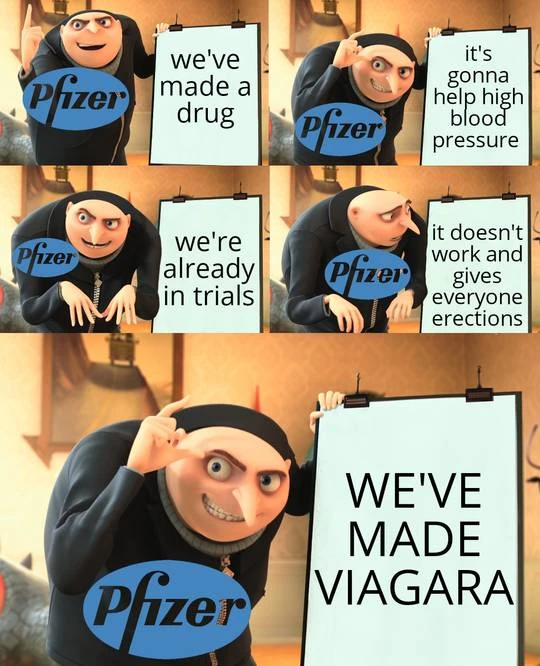 Pfizer
we've
made a
drug
Pfizer
it's
gonna
help high
blood
pressure
Pfizer
we're
already
in trials
Pfizer
it doesn't
work and
gives
everyone
erections
Pfizer
WE'VE
MADE
VIAGARA